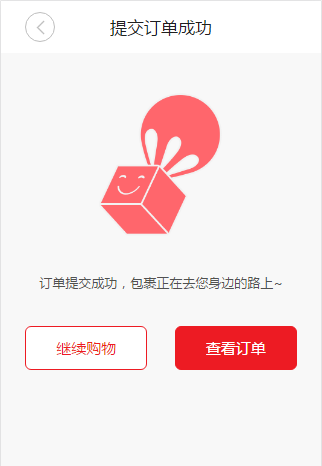 提交订单成功
订单提交成功，包裹正在去您身边的路上~
继续购物
查看订单